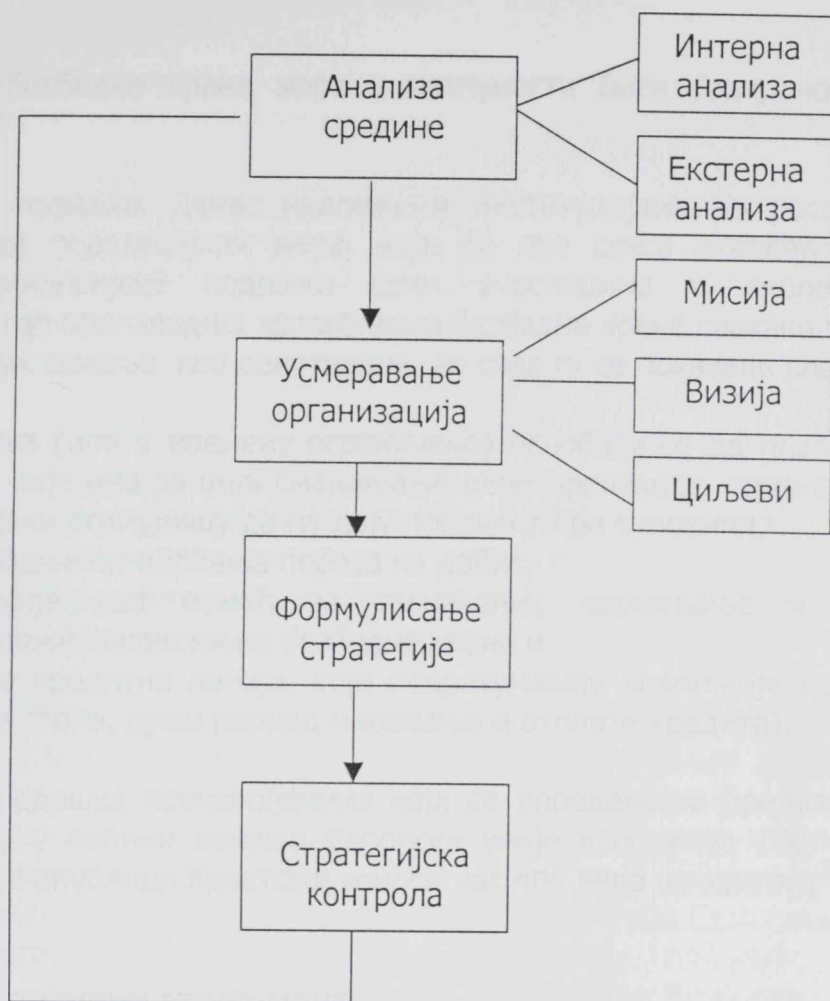 Анализа
средине
Интерна
анализа
Екстерна
анализа
Усмеравање
организација
Мисија
Визија
Циљеви
Формулисање
стратегије
Стратегијска
контрола